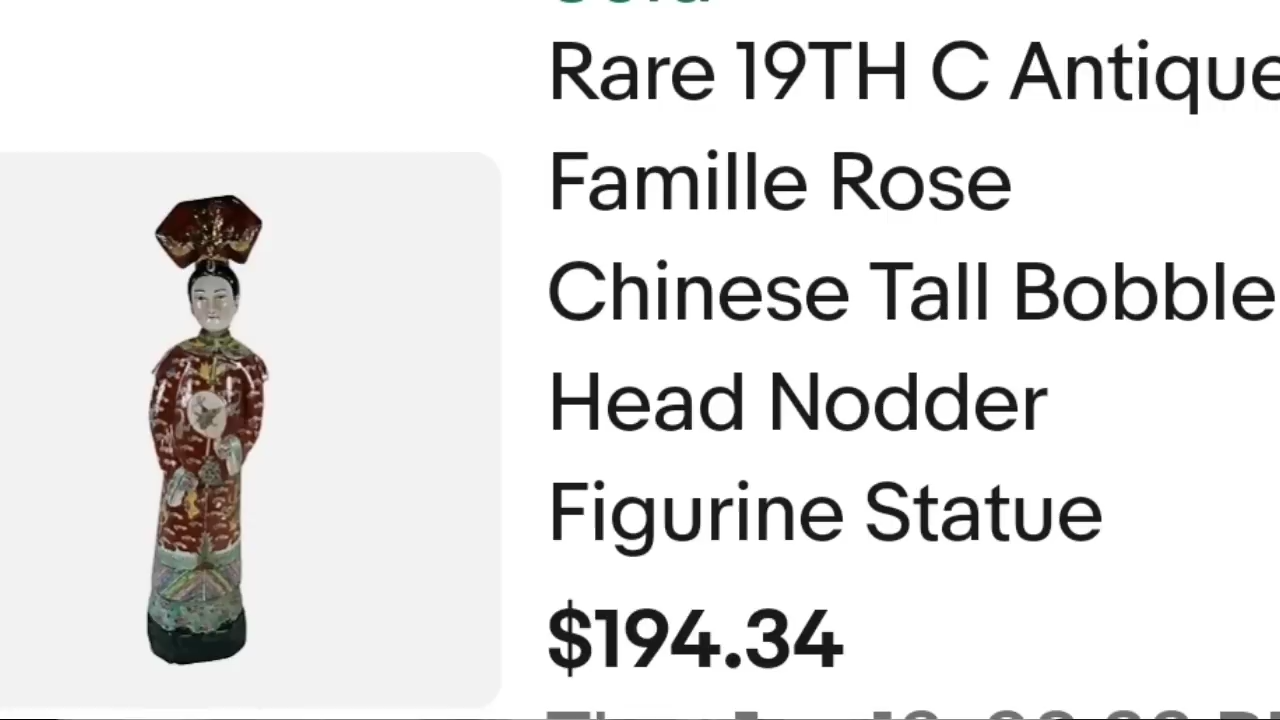 Rare 19TH C Antique
Famille Rose
Chinese Tall Bobble
Head Nodder
Figurine Statue
$194.34